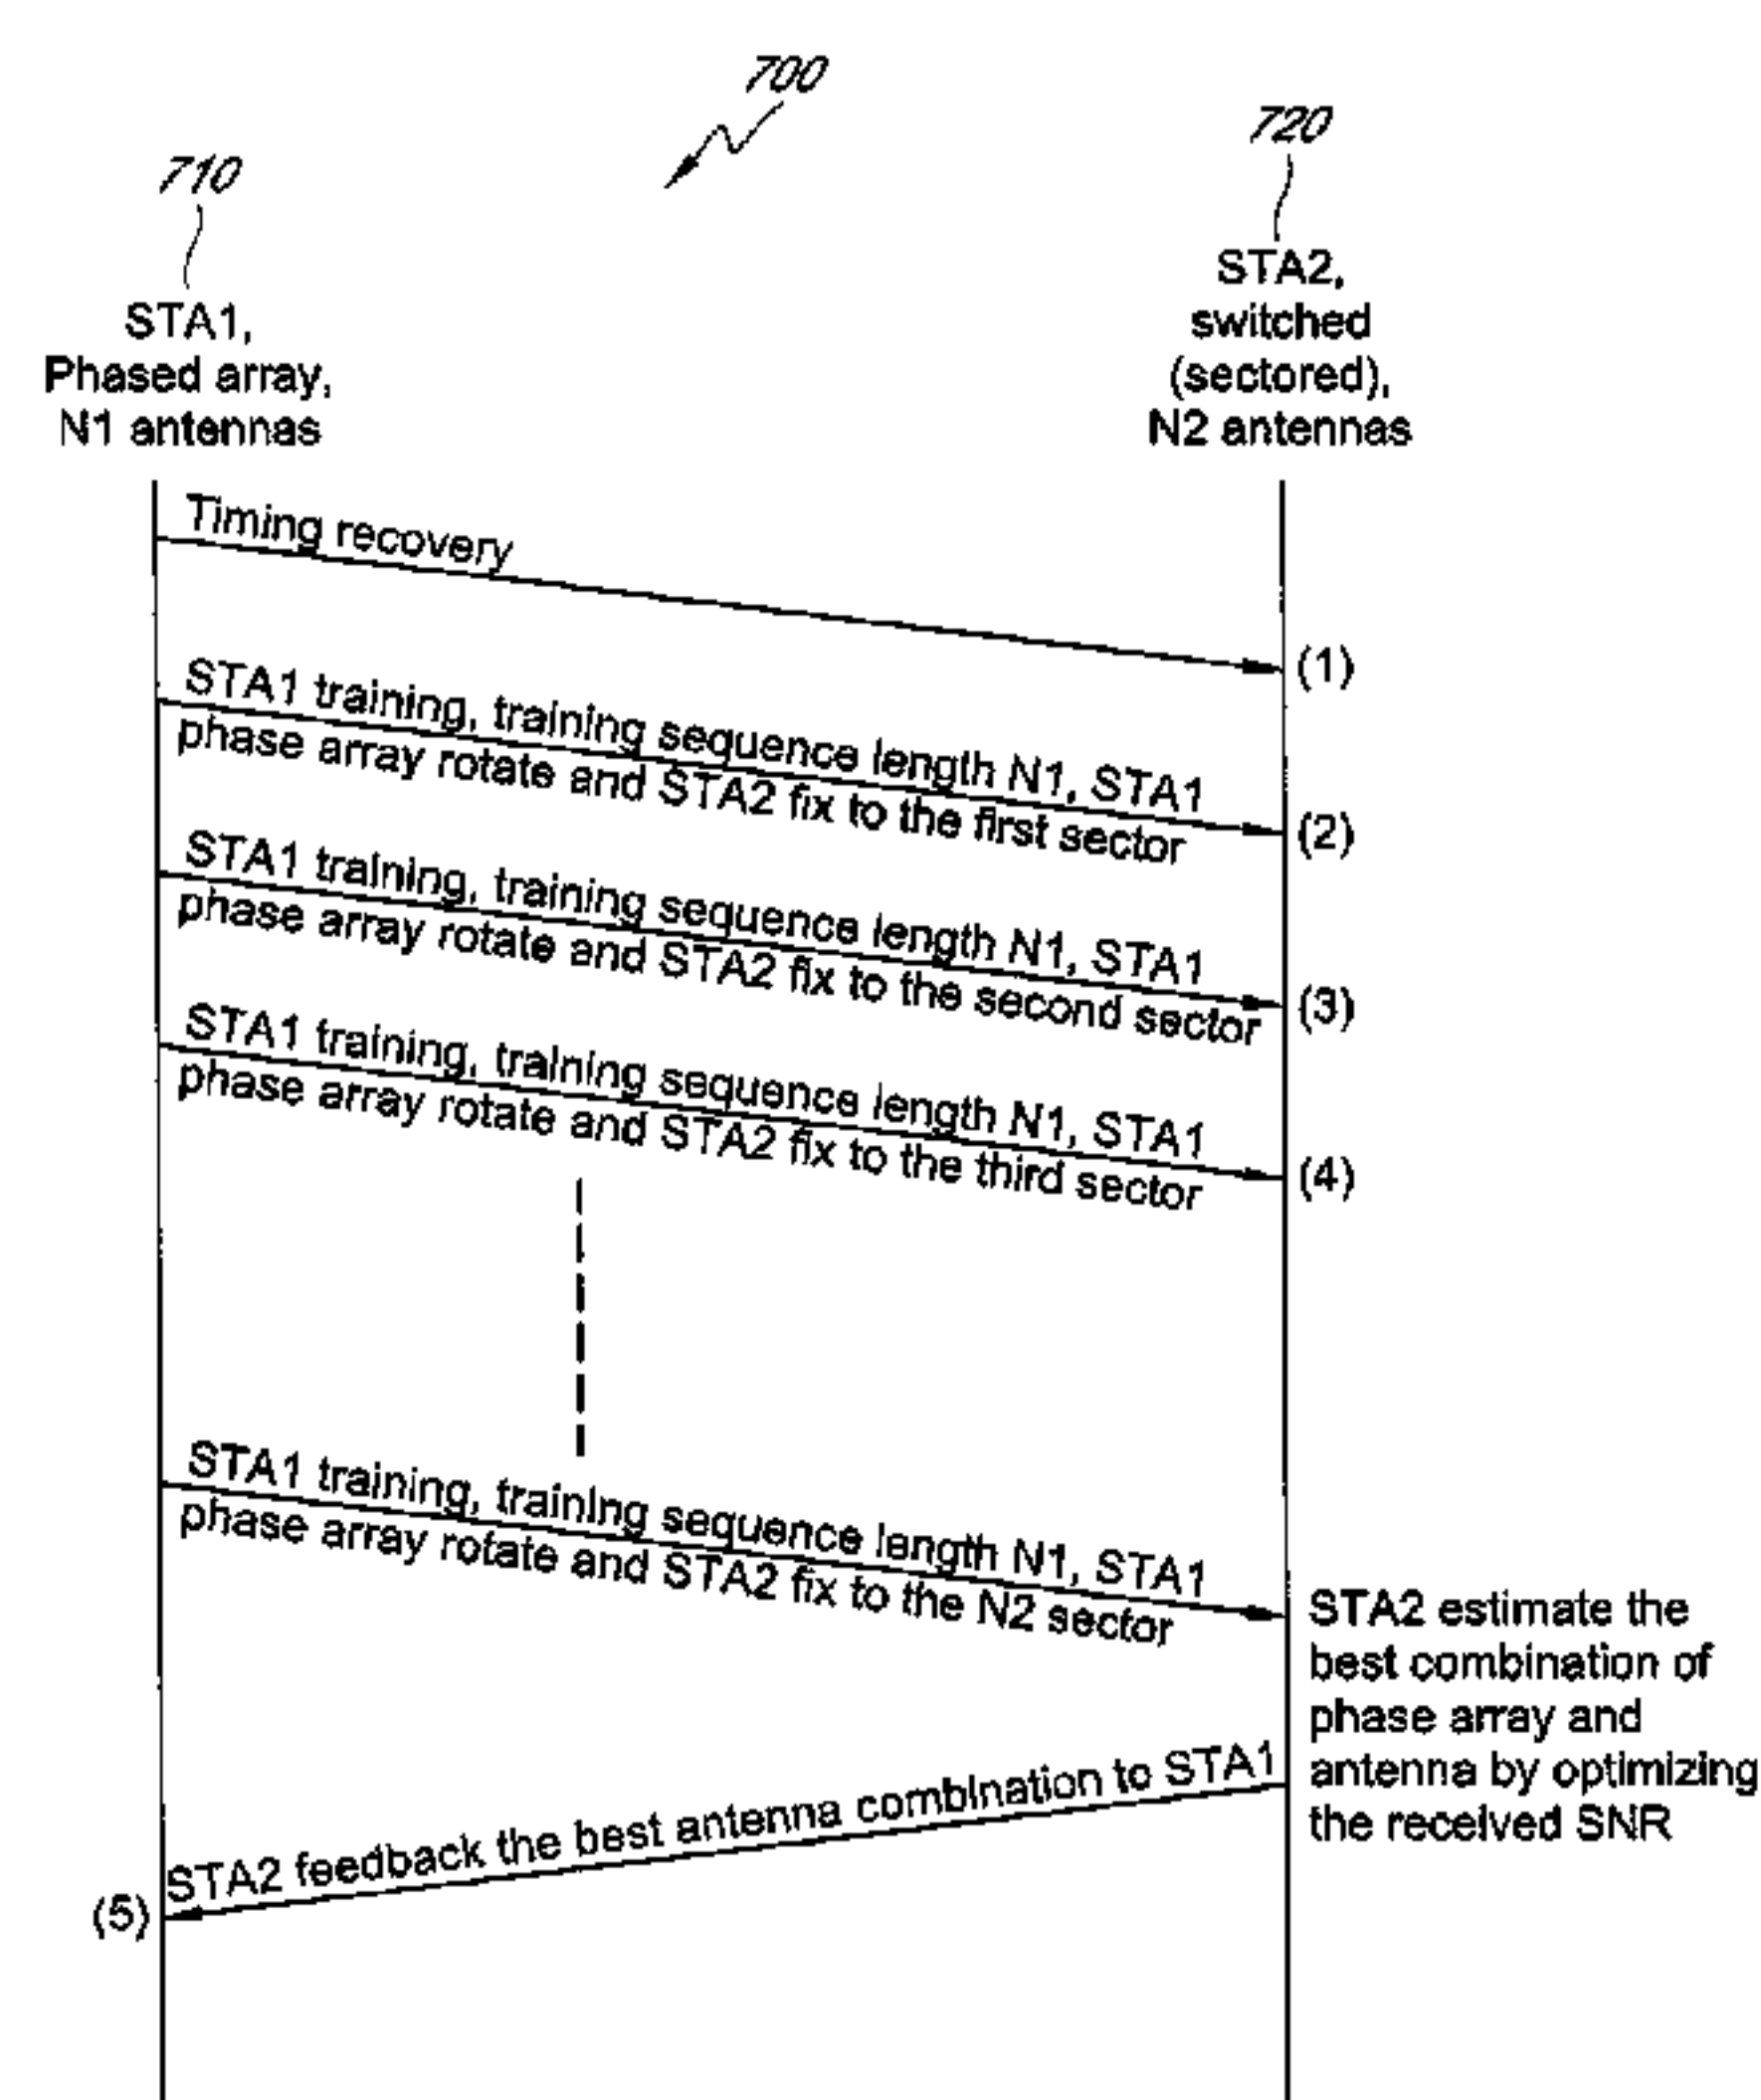 700
710
720
STA1,
Phased array,
N1 antennas
STA2,
switched
(sectored),
N2 antennas
Timing recovery
(1)
STA1 training, training sequence length N1, STA1
phase array rotate and STA2 fix to the first sector
(2)
STA1 training, training sequence length N1, STA1
phase array rotate and STA2 fix to the second sector
(3)
STA1 training, training sequence length N1, STA1
phase array rotate and STA2 fix to the third sector
(4)
STA1 training, training sequence length N1, STA1
phase array rotate and STA2 fix to the N2 sector
STA2 estimate the
best combination of
phase array and
antenna by optimizing
the received SNR
STA2 feedback the best antenna combination to STA1
(5)